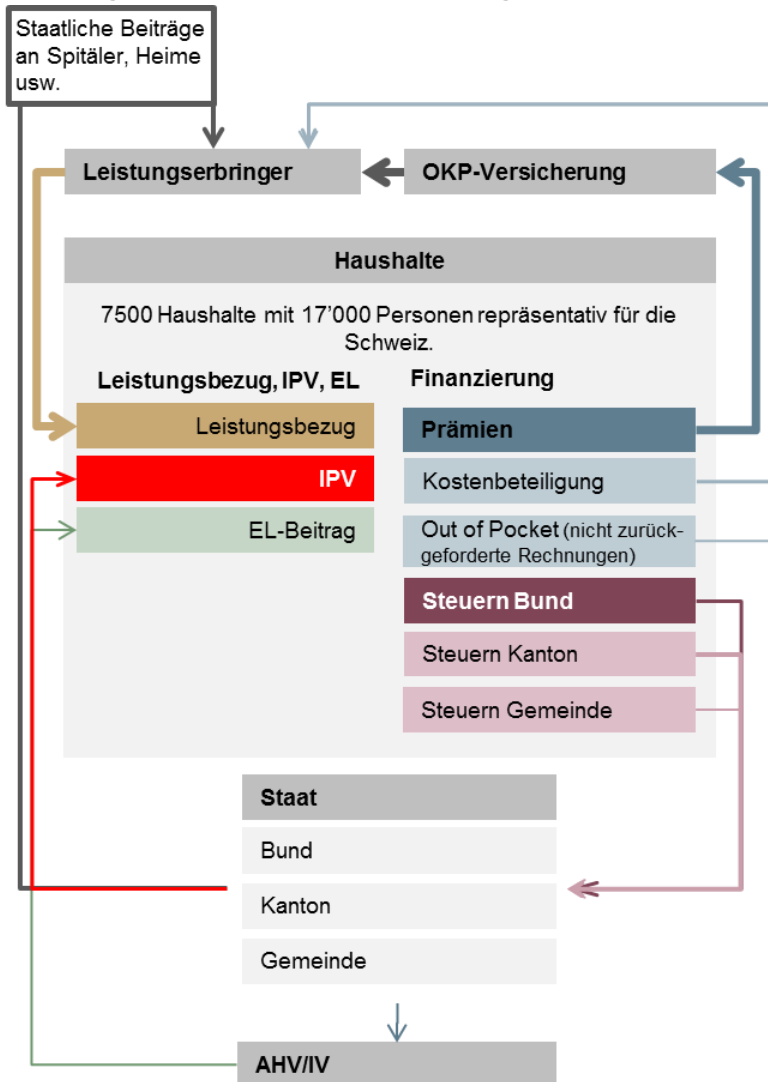 Staatliche Beiträge
an Spitäler, Heime
usw.
Leistungserbringer
OKP-Versicherung
Haushalte
7500 Haushalte mit 17’000 Personen repräsentativ für die
Schweiz.
Leistungsbezug, IPV, EL
Finanzierung
Leistungsbezug
Prämien
IPV
Kostenbeteiligung
EL-Beitrag
Out of Pocket (nicht zurück-
geforderte Rechnungen)
Steuern Bund
Steuern Kanton
Steuern Gemeinde
Staat
Bund
Kanton
Gemeinde
AHV/IV